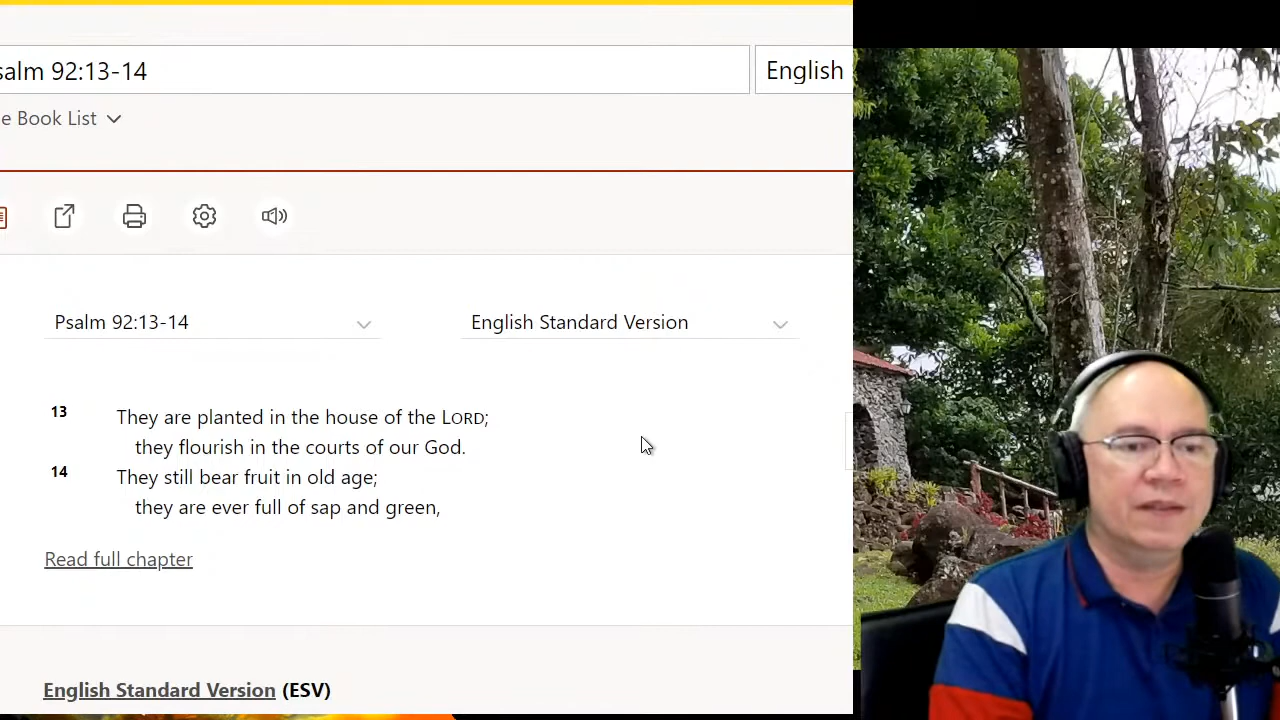 salm 92:13-14
English
e Book List
Psalm 92:13-14
English Standard Version
13 They are planted in the house of the LORD;
they flourish in the courts of our God.
14 They still bear fruit in old age;
they are ever full of sap and green,
Read full chapter
English Standard Version (ESV)